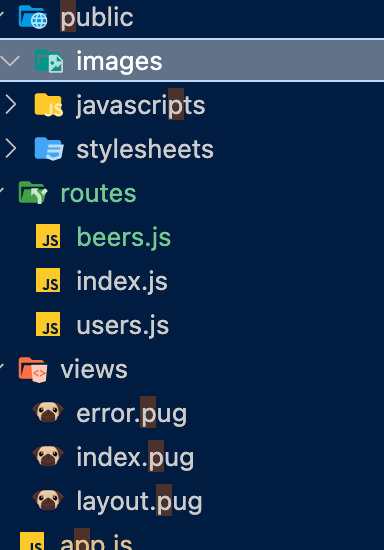 public
images
JS javascripts
stylesheets
routes
JS beers.js
JS index.js
JS users.js
views
error.pug
index.pug
layout.pug
JS app.js